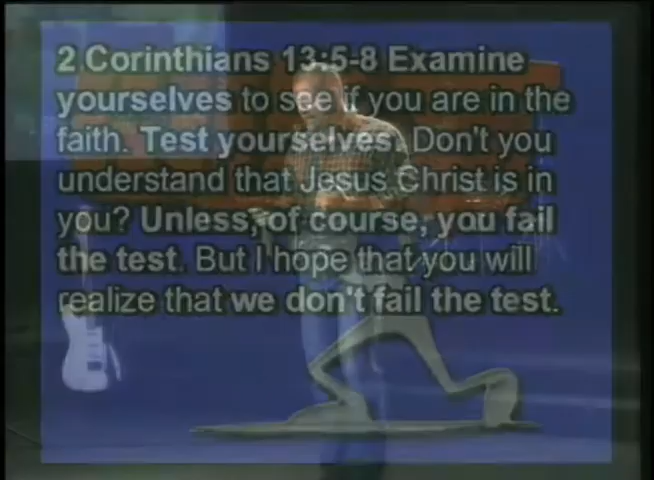 2 Corinthians 13:5-8 Examine
yourselves to see if you are in the
faith. Test yourselves. Don't you
understand that Jesus Christ is in
you? Unless, of course, you fail
the test. But I hope that you will
realize that we don't fail the test.